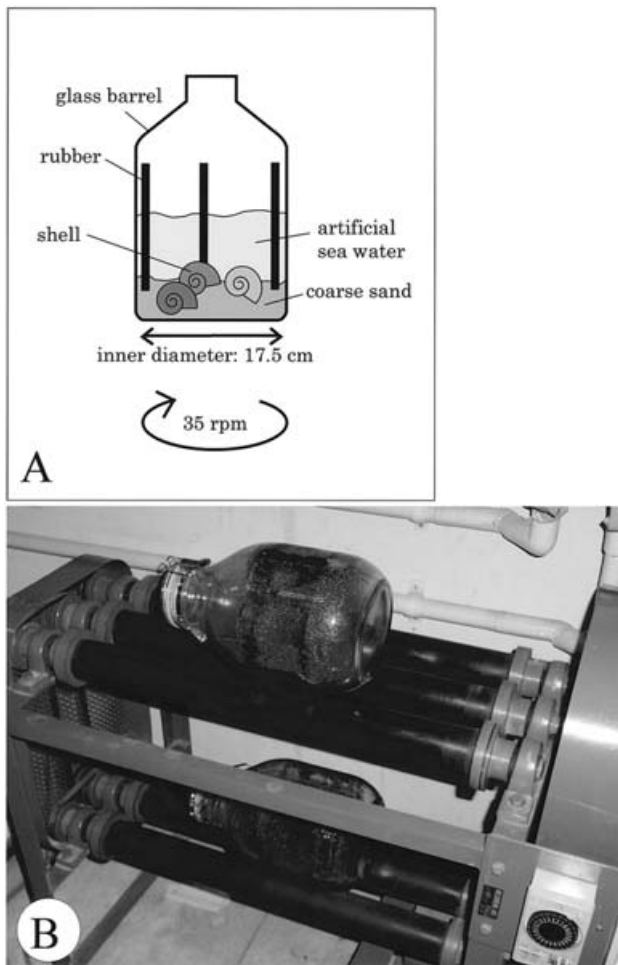 glass barrel
rubber
shell
artificial
sea water
coarse sand
inner diameter: 17.5 cm
35 rpm
A
B